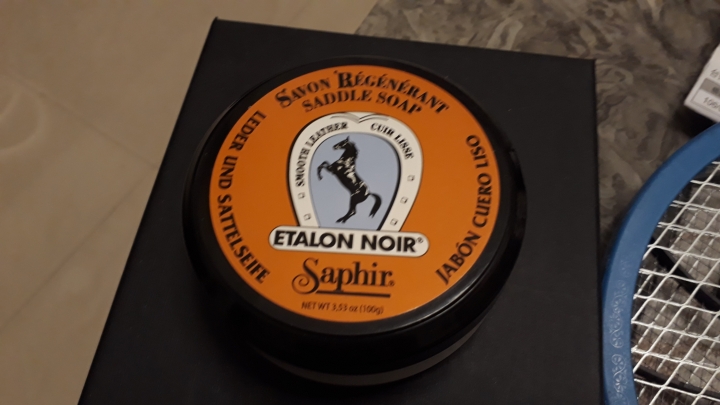 SAVON RÉGÉNÉRANT
SADDLE SOAP
LEDER UND SATTELSEIFE
SMOOTH LEATHER
CUIR LISSE
JABÓN CUERO LISO
ETALON NOIR®
Saphir®
NET WT 3,53 oz (100g)